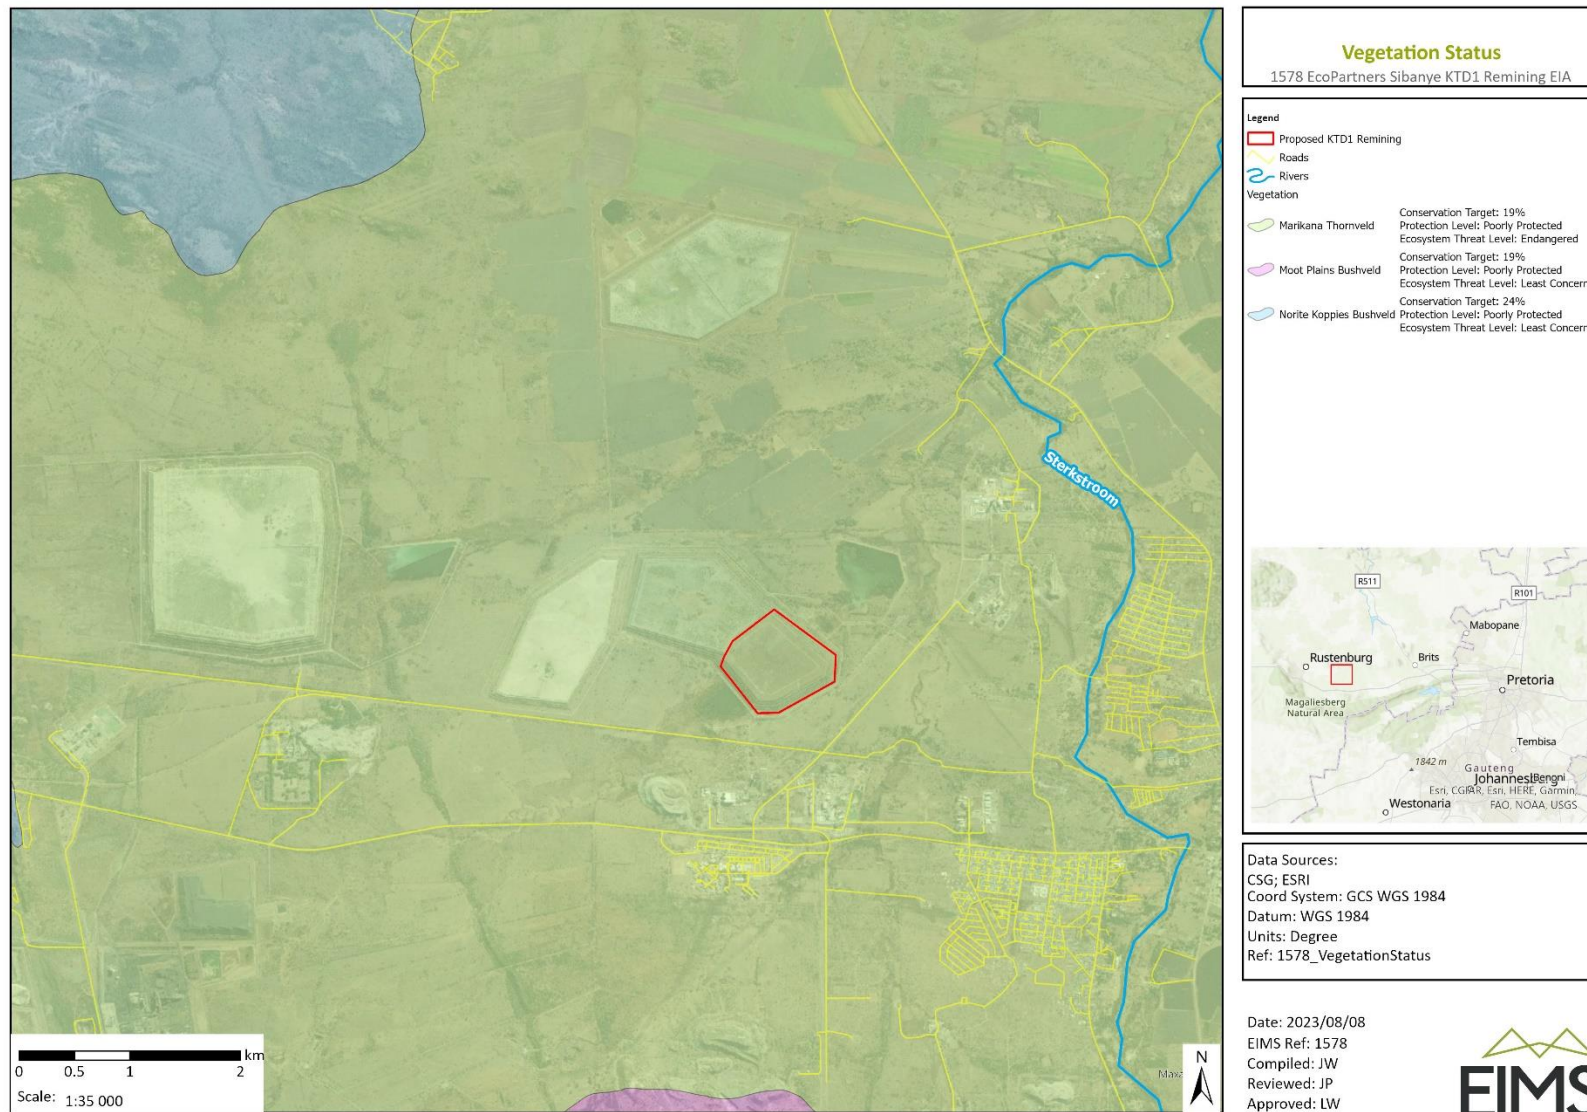 Vegetation Status
1578 EcoPartners Sibanye KTD1 Remining EIA
Legend
Proposed KTD1 Remining
Roads
Rivers
Vegetation
Marikana Thornveld
Conservation Target: 19%
Protection Level: Poorly Protected
Ecosystem Threat Level: Endangered
Moot Plains Bushveld
Conservation Target: 19%
Protection Level: Poorly Protected
Ecosystem Threat Level: Least Concern
Norite Koppies Bushveld
Conservation Target: 24%
Protection Level: Poorly Protected
Ecosystem Threat Level: Least Concern
Sterkstroom
R511
R101
Mabopane
Rustenburg
Brits
Pretoria
Magaliesberg
Natural Area
Tembisa
1842 m
Gauteng
Johannesb
Benoni
Esri, CGIAR, Esri, HERE, Garmin,
FAO, NOAA, USGS
Westonaria
Data Sources:
CSG; ESRI
Coord System: GCS WGS 1984
Datum: WGS 1984
Units: Degree
Ref: 1578_VegetationStatus
Date: 2023/08/08
EIMS Ref: 1578
Compiled: JW
Reviewed: JP
Approved: LW
EIMS
km
0 0.5 1 2
Scale: 1:35 000
N